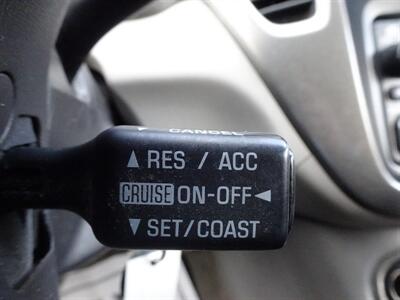 ▼ CANCEL
▲ RES / ACC
CRUISE ON-OFF ◄
▼ SET/COAST